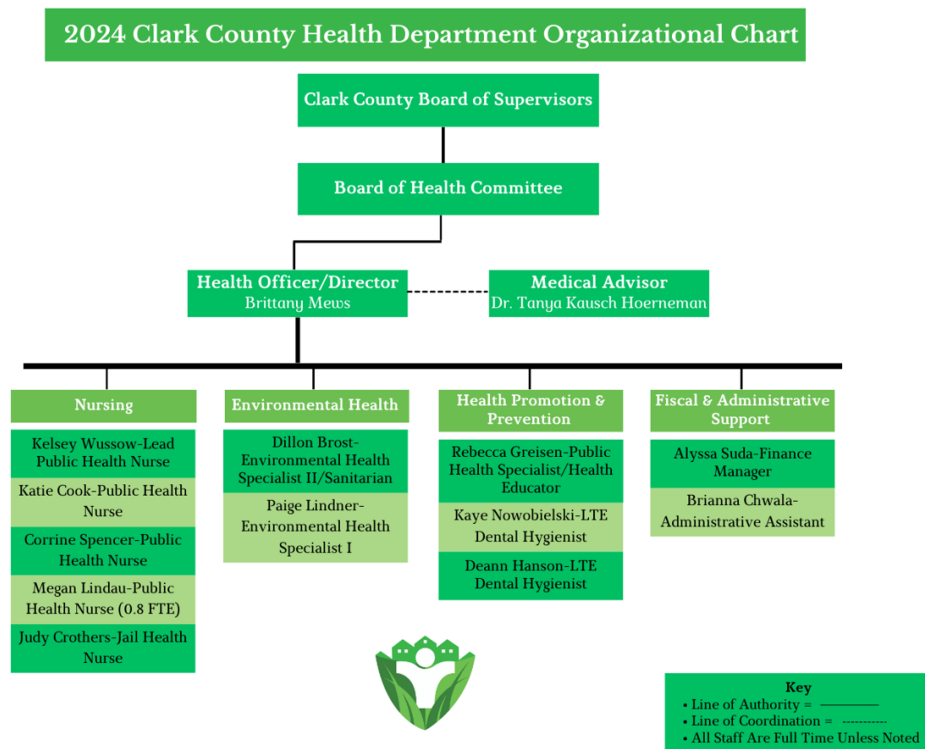 2024 Clark County Health Department Organizational Chart
Clark County Board of Supervisors
Board of Health Committee
Health Officer/Director
Brittany Mews
Medical Advisor
Dr. Tanya Kausch Hoerneman
Nursing
Kelsey Wussow-Lead
Public Health Nurse
Katie Cook-Public Health
Nurse
Corrine Spencer-Public
Health Nurse
Megan Lindau-Public
Health Nurse (0.8 FTE)
Judy Crothers-Jail Health
Nurse
Environmental Health
Dillon Brost-
Environmental Health
Specialist II/Sanitarian
Paige Lindner-
Environmental Health
Specialist I
Health Promotion &
Prevention
Rebecca Greisen-Public
Health Specialist/Health
Educator
Kaye Nowobielski-LTE
Dental Hygienist
Deann Hanson-LTE
Dental Hygienist
Fiscal & Administrative
Support
Alyssa Suda-Finance
Manager
Brianna Chwala-
Administrative Assistant
Key
• Line of Authority =
• Line of Coordination =
• All Staff Are Full Time Unless Noted